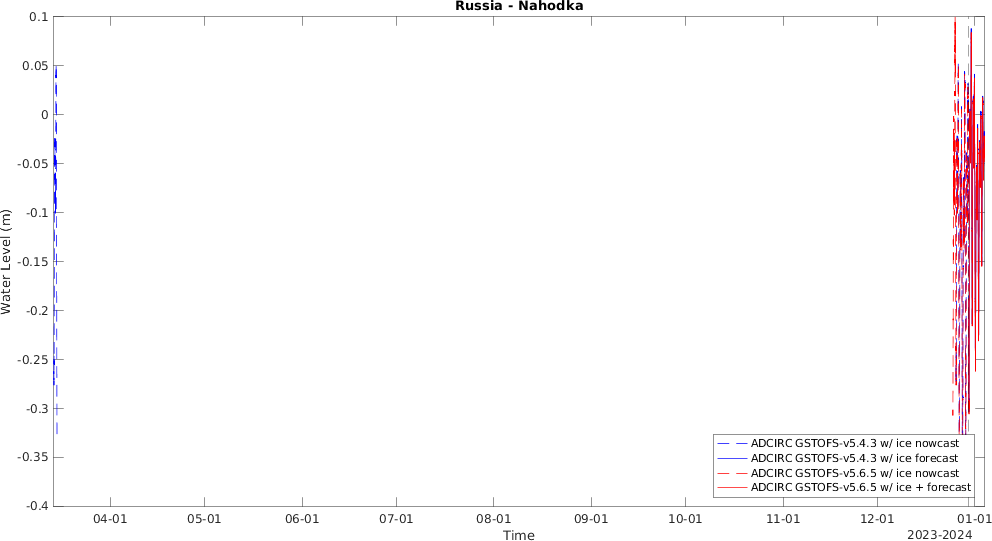 Russia - Nahodka
0.1
0.05
0
-0.05
-0.1
-0.15
-0.2
-0.25
-0.3
-0.35
-0.4
Water Level (m)
ADCIRC GSTOFS-v5.4.3 w/ ice nowcast
ADCIRC GSTOFS-v5.4.3 w/ ice forecast
ADCIRC GSTOFS-v5.6.5 w/ ice nowcast
ADCIRC GSTOFS-v5.6.5 w/ ice + forecast
04-01 05-01 06-01 07-01 08-01 09-01 10-01 11-01 12-01 01-01
Time
2023-2024